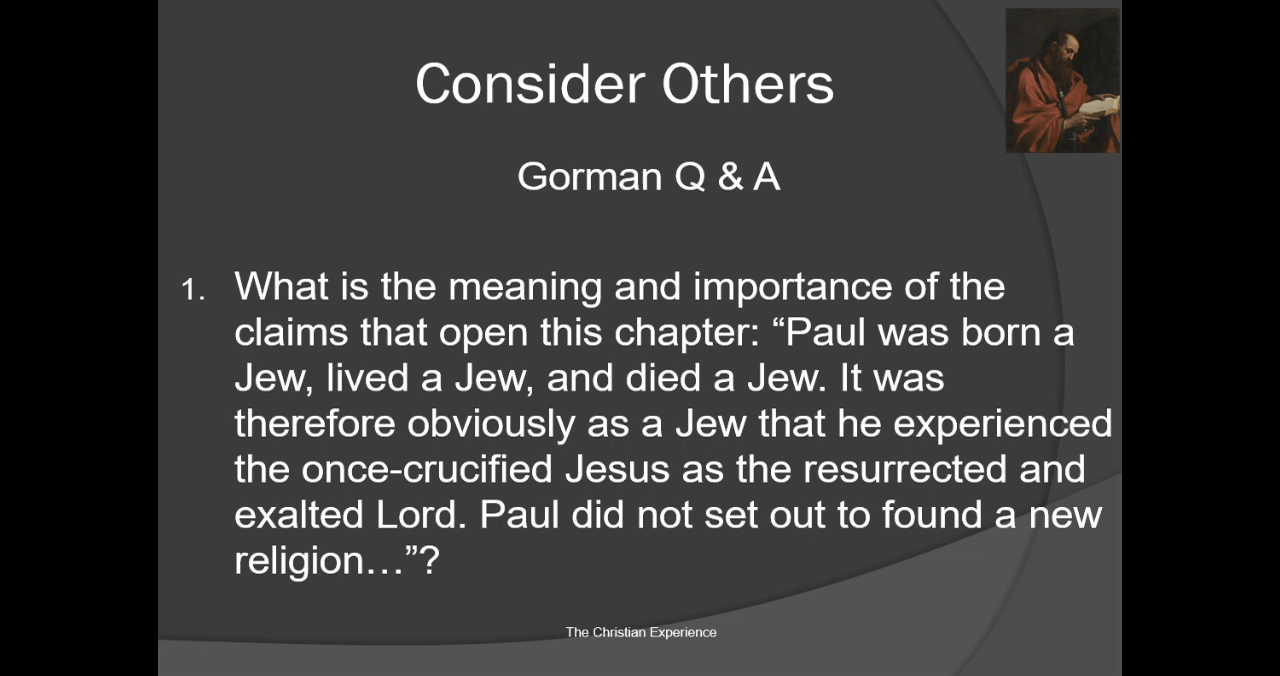 Consider Others
Gorman Q & A
1. What is the meaning and importance of the
claims that open this chapter: “Paul was born a
Jew, lived a Jew, and died a Jew. It was
therefore obviously as a Jew that he experienced
the once-crucified Jesus as the resurrected and
exalted Lord. Paul did not set out to found a new
religion…”?
The Christian Experience